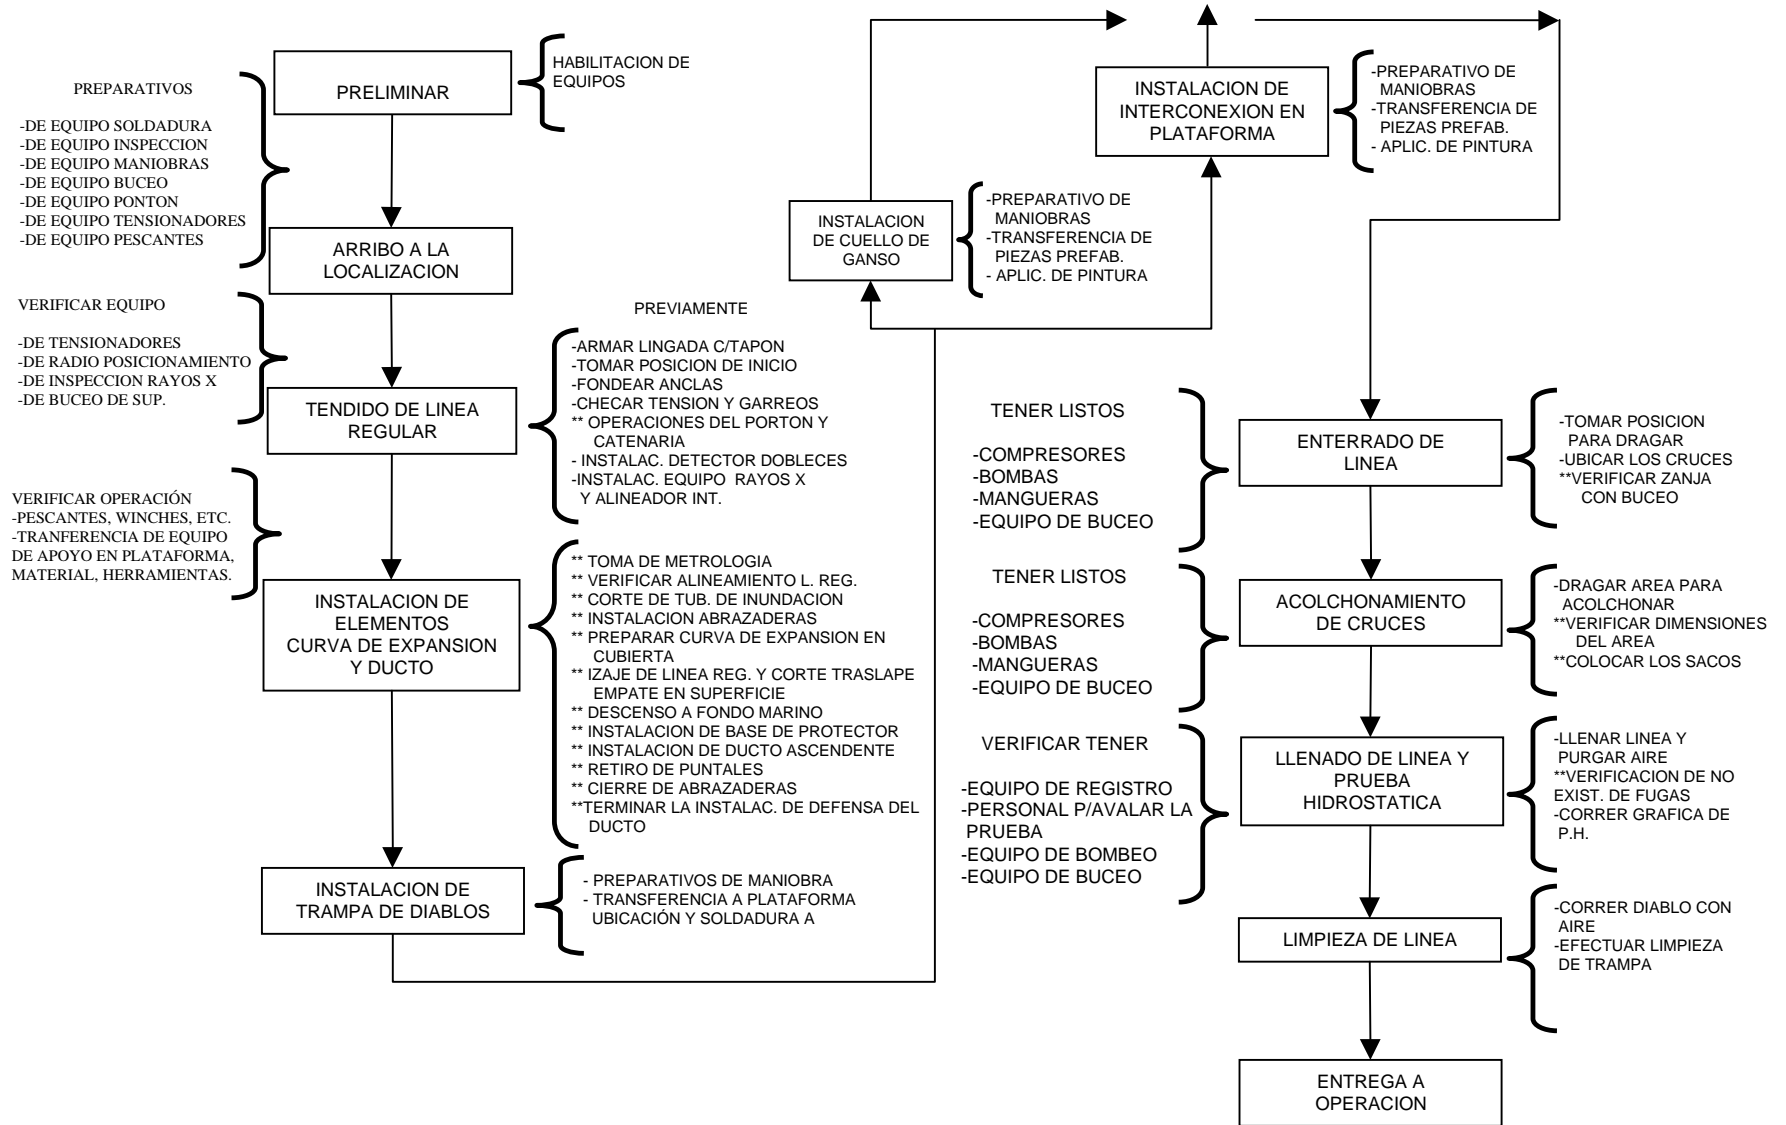 PRELIMINAR
HABILITACION DE
EQUIPOS
PREPARATIVOS
-DE EQUIPO SOLDADURA
-DE EQUIPO INSPECCION
-DE EQUIPO MANIOBRAS
-DE EQUIPO BUCEO
-DE EQUIPO PONTON
-DE EQUIPO TENSIONADORES
-DE EQUIPO PESCANTES
ARRIBO A LA
LOCALIZACION
VERIFICAR EQUIPO
-DE TENSIONADORES
-DE RADIO POSICIONAMIENTO
-DE INSPECCION RAYOS X
-DE BUCEO DE SUP.
TENDIDO DE LINEA
REGULAR
PREVIAMENTE
-ARMAR LINGADA C/TAPON
-TOMAR POSICION DE INICIO
-FONDEAR ANCLAS
-CHECAR TENSION Y GARREOS
** OPERACIONES DEL PORTON Y
CATENARIA
- INSTALAC. DETECTOR DOBLECES
-INSTALAC. EQUIPO RAYOS X
Y ALINEADOR INT.
VERIFICAR OPERACIÓN
-PESCANTES, WINCHES, ETC.
-TRANFERENCIA DE EQUIPO
DE APOYO EN PLATAFORMA,
MATERIAL, HERRAMIENTAS.
INSTALACION DE
ELEMENTOS
CURVA DE EXPANSION
Y DUCTO
** TOMA DE METROLOGIA
** VERIFICAR ALINEAMIENTO L. REG.
** CORTE DE TUB. DE INUNDACION
** INSTALACION ABRAZADERAS
** PREPARAR CURVA DE EXPANSION EN
CUBIERTA
** IZAJE DE LINEA REG. Y CORTE TRASLAPE
EMPATE EN SUPERFICIE
** DESCENSO A FONDO MARINO
** INSTALACION DE BASE DE PROTECTOR
** INSTALACION DE DUCTO ASCENDENTE
** RETIRO DE PUNTALES
** CIERRE DE ABRAZADERAS
**TERMINAR LA INSTALAC. DE DEFENSA DEL
DUCTO
INSTALACION DE
TRAMPA DE DIABLOS
- PREPARATIVOS DE MANIOBRA
- TRANSFERENCIA A PLATAFORMA
UBICACIÓN Y SOLDADURA A
INSTALACION
DE CUELLO DE
GANSO
-PREPARATIVO DE
MANIOBRAS
-TRANSFERENCIA DE
PIEZAS PREFAB.
- APLIC. DE PINTURA
INSTALACION DE
INTERCONEXION EN
PLATAFORMA
-PREPARATIVO DE
MANIOBRAS
-TRANSFERENCIA DE
PIEZAS PREFAB.
- APLIC. DE PINTURA
TENER LISTOS
-COMPRESORES
-BOMBAS
-MANGUERAS
-EQUIPO DE BUCEO
ENTERRADO DE
LINEA
-TOMAR POSICION
PARA DRAGAR
-UBICAR LOS CRUCES
**VERIFICAR ZANJA
CON BUCEO
TENER LISTOS
-COMPRESORES
-BOMBAS
-MANGUERAS
-EQUIPO DE BUCEO
ACOLCHONAMIENTO
DE CRUCES
-DRAGAR AREA PARA
ACOLCHONAR
**VERIFICAR DIMENSIONES
DEL AREA
**COLOCAR LOS SACOS
VERIFICAR TENER
-EQUIPO DE REGISTRO
-PERSONAL P/AVALAR LA
PRUEBA
-EQUIPO DE BOMBEO
-EQUIPO DE BUCEO
LLENADO DE LINEA Y
PRUEBA
HIDROSTATICA
-LLENAR LINEA Y
PURGAR AIRE
**VERIFICACION DE NO
EXIST. DE FUGAS
-CORRER GRAFICA DE
P.H.
LIMPIEZA DE LINEA
-CORRER DIABLO CON
AIRE
-EFECTUAR LIMPIEZA
DE TRAMPA
ENTREGA A
OPERACION